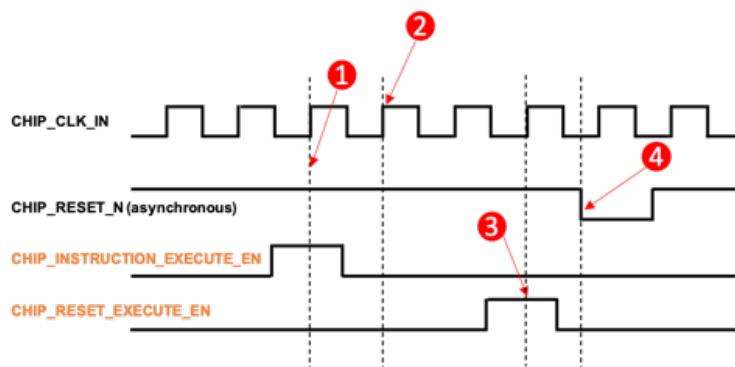 2
1
CHIP_CLK_IN
4
CHIP_RESET_N (asynchronous)
3
CHIP_INSTRUCTION_EXECUTE_EN
CHIP_RESET_EXECUTE_EN